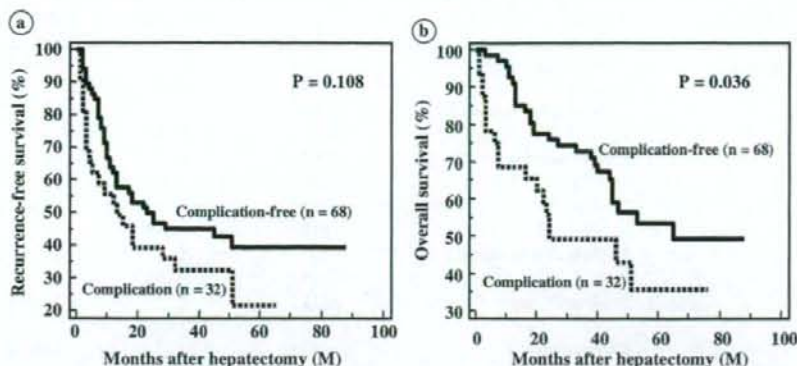 a
P = 0.108
Recurrence-free survival (%)
100
90
80
70
60
50
40
30
20
Complication-free (n = 68)
Complication (n = 32)
0
20
40
60
80
100
Months after hepatectomy (M)
b
P = 0.036
Overall survival (%)
100
90
80
70
60
50
40
30
Complication-free (n = 68)
Complication (n = 32)
0
20
40
60
80
100
Months after hepatectomy (M)